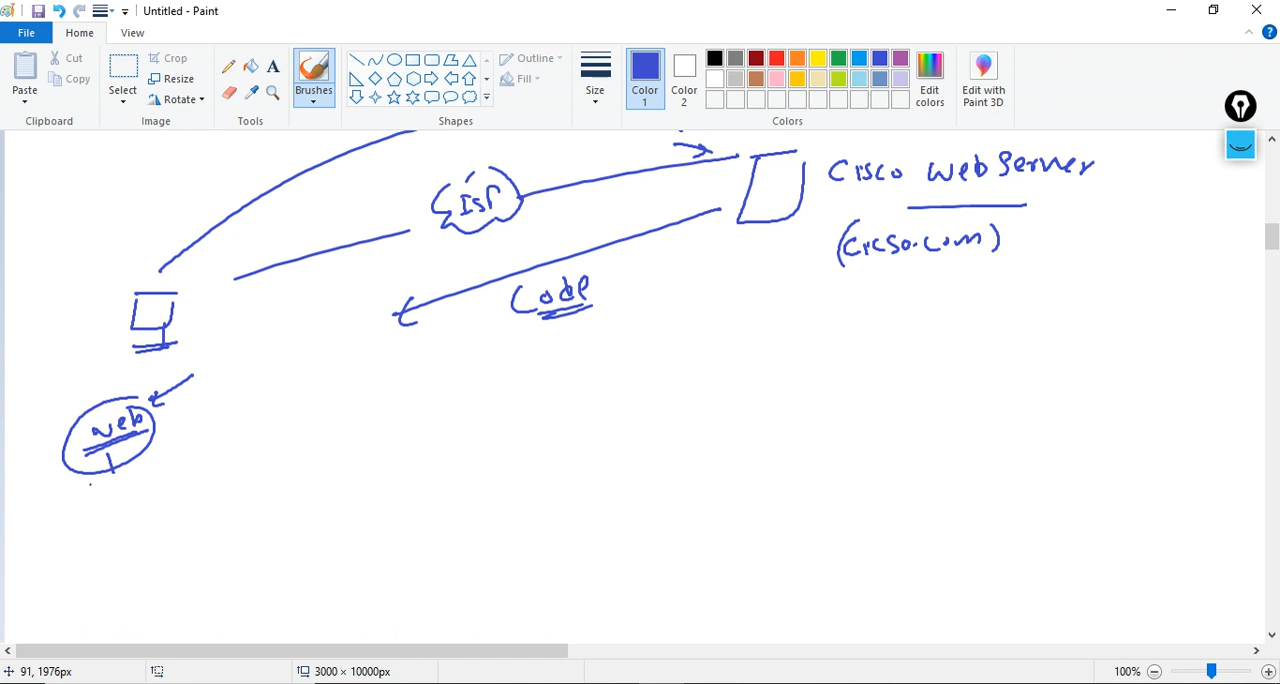 Untitled - Paint
File Home View
Paste Cut Copy
Select Crop Resize Rotate
A
Brushes
Outline Fill
Size
Color 1
Color 2
Edit colors
Edit with Paint 3D
Clipboard Image Tools Shapes Colors
Cisco Web Server
(circso.com)
ISP
Code
web
91, 1976px 3000 × 10000px 100%